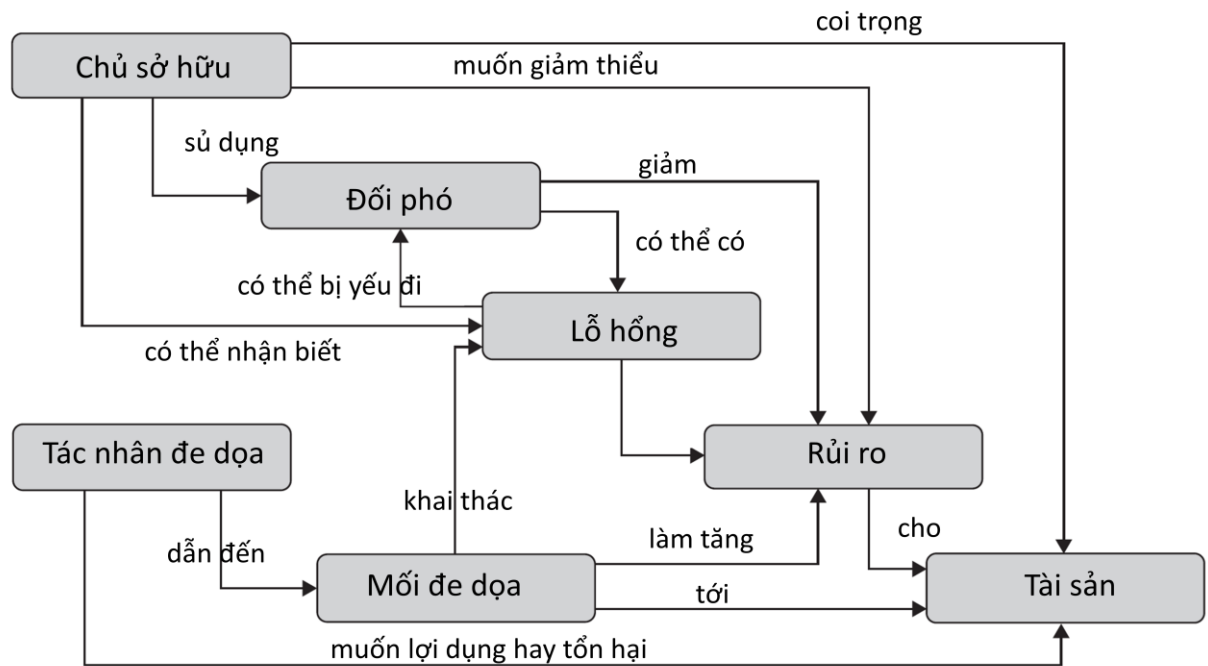 coi trọng
Chủ sở hữu
muốn giảm thiểu
sủ dụng
giảm
Đối phó
có thể có
có thể bị yếu đi
Lỗ hổng
có thể nhận biết
Tác nhân đe dọa
Rủi ro
khai thác
cho
làm tăng
dẫn đến
Mối đe dọa
tới
Tài sản
muốn lợi dụng hay tổn hại